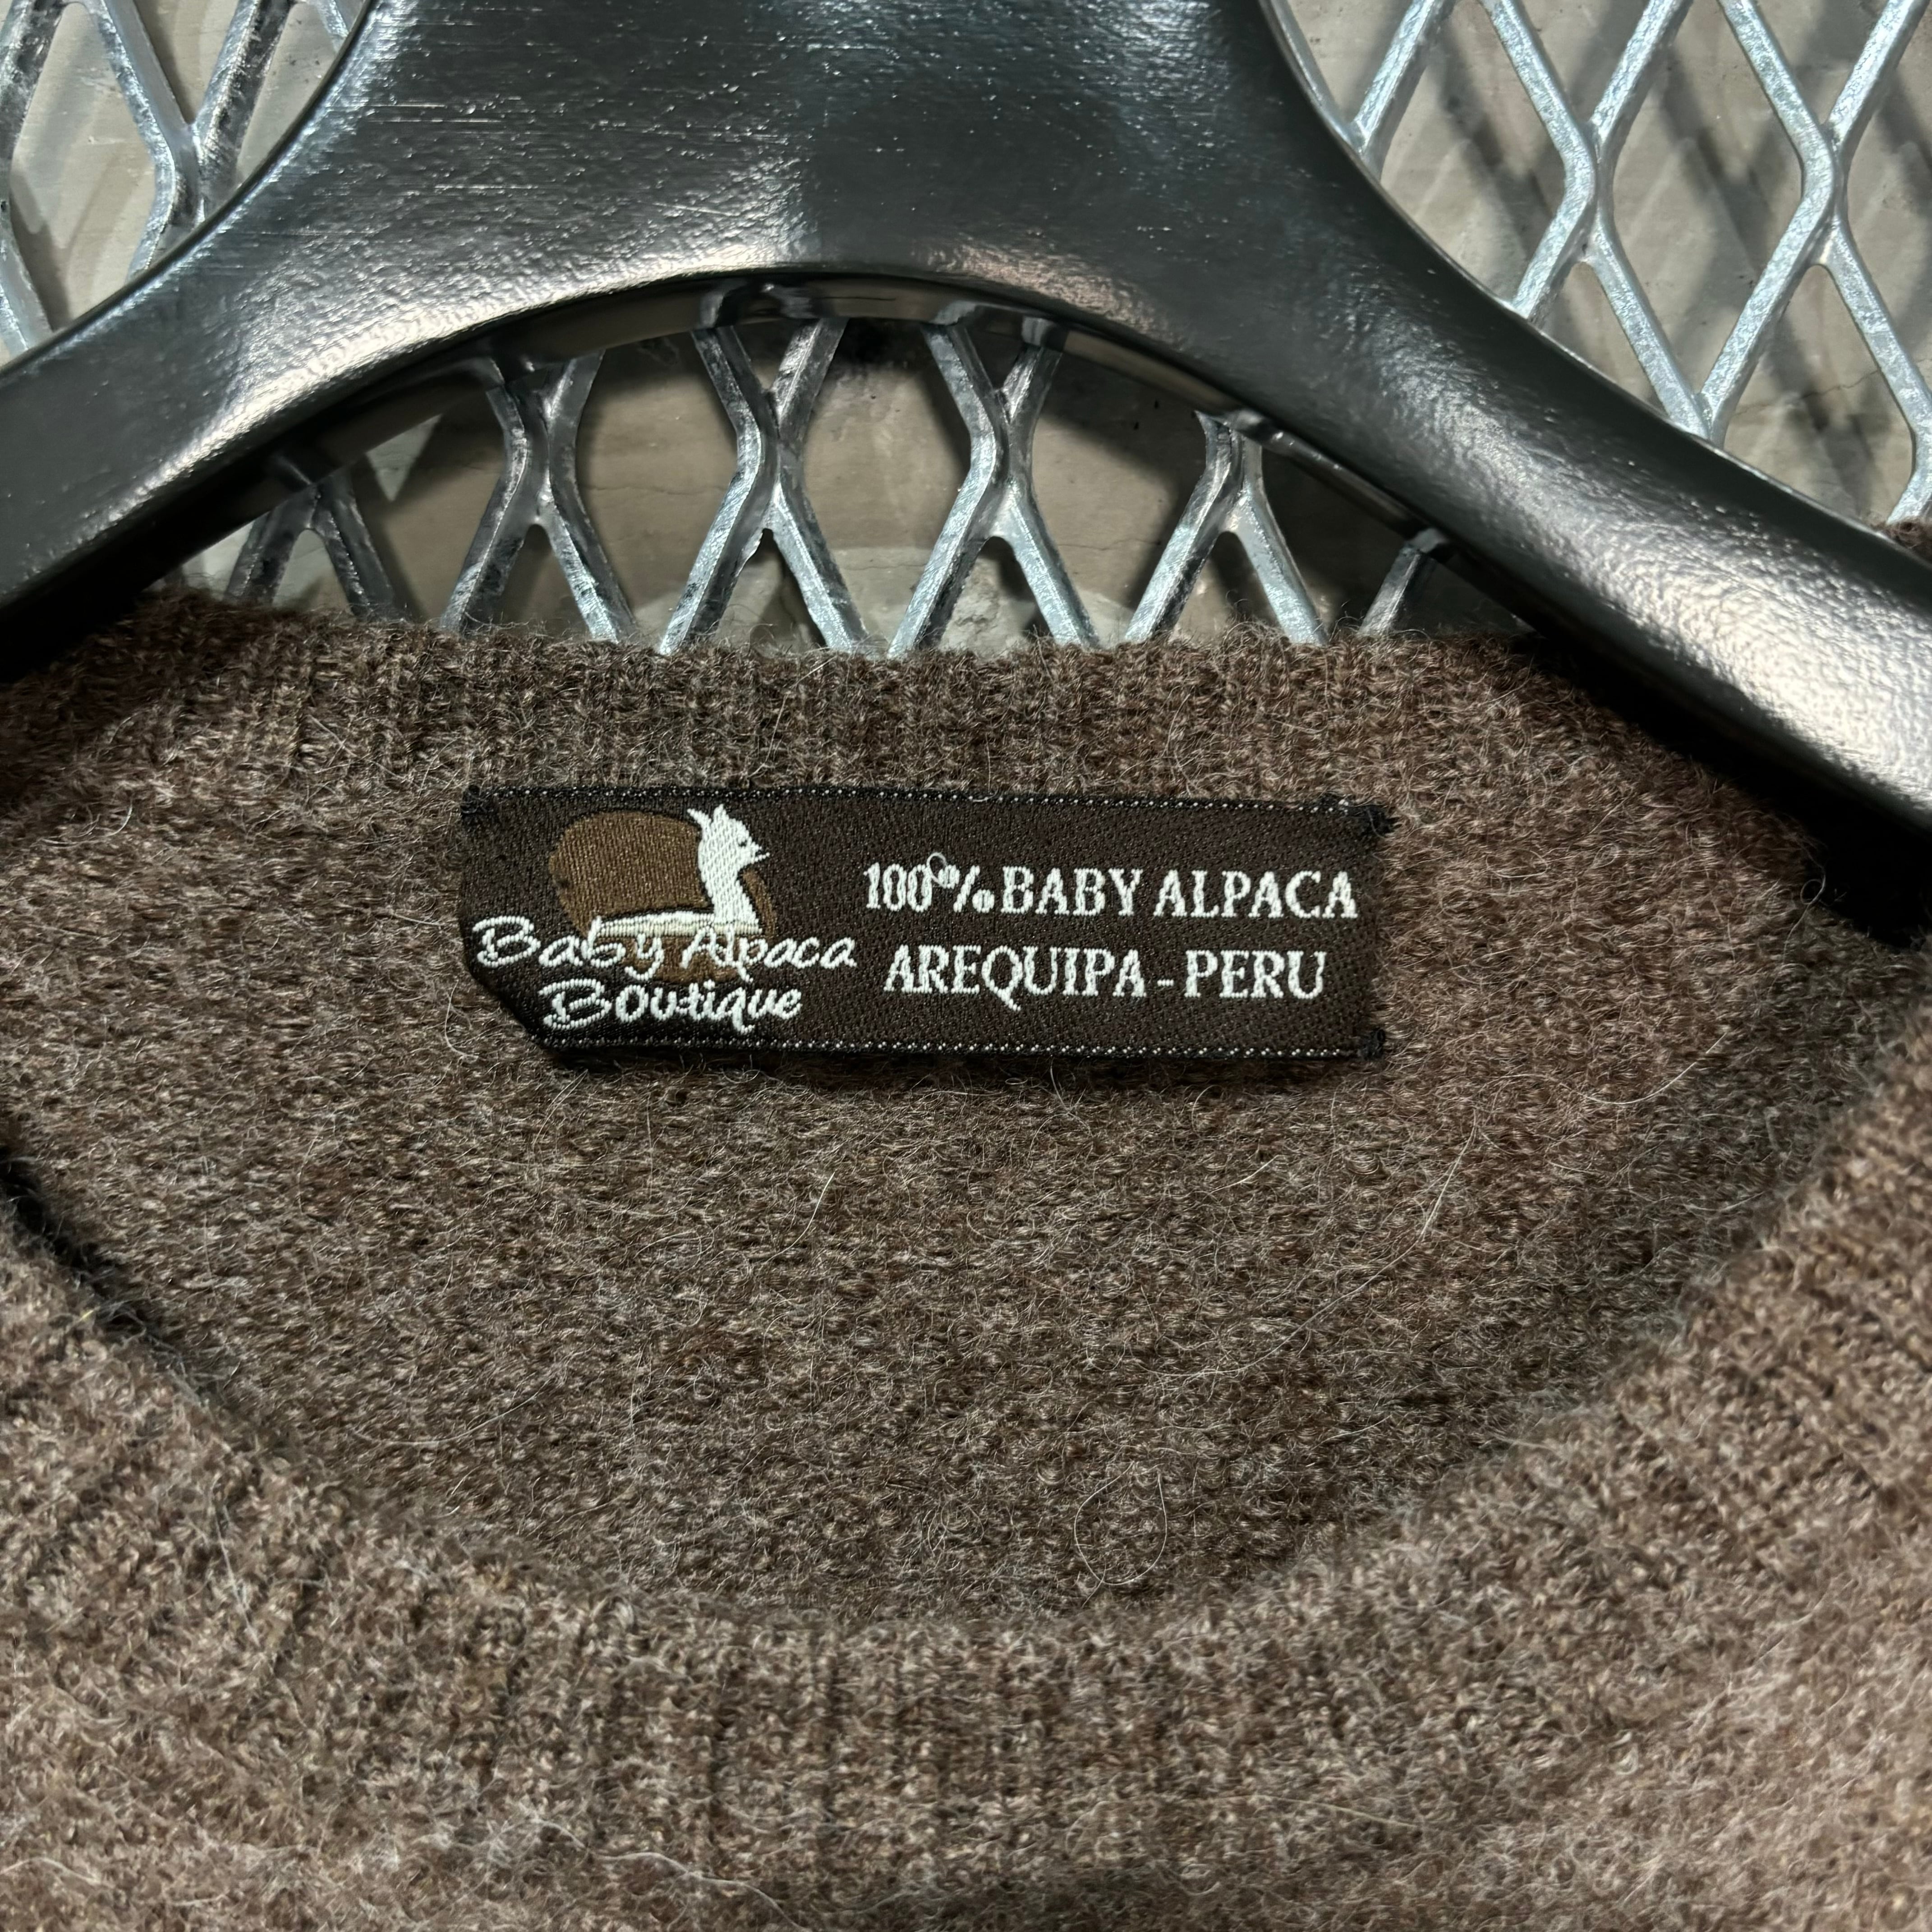 Baby Alpaca
Boutique
100% BABY ALPACA
AREQUIPA - PERU